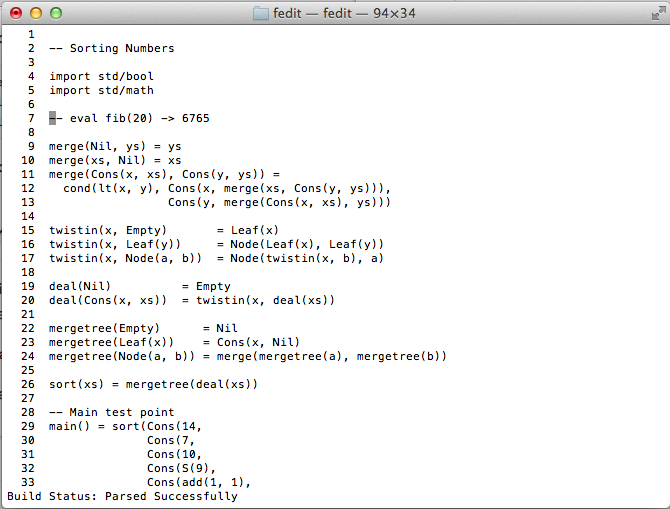 fedit — fedit — 94×34
1
2 -- Sorting Numbers
3
4 import std/bool
5 import std/math
6
7 -- eval fib(20) -> 6765
8
9 merge(Nil, ys) = ys
10 merge(xs, Nil) = xs
11 merge(Cons(x, xs), Cons(y, ys)) =
12   cond(lt(x, y), Cons(x, merge(xs, Cons(y, ys))),
13                  Cons(y, merge(Cons(x, xs), ys)))
14
15 twistin(x, Empty)       = Leaf(x)
16 twistin(x, Leaf(y))     = Node(Leaf(x), Leaf(y))
17 twistin(x, Node(a, b))  = Node(twistin(x, b), a)
18
19 deal(Nil)          = Empty
20 deal(Cons(x, xs))  = twistin(x, deal(xs))
21
22 mergetree(Empty)      = Nil
23 mergetree(Leaf(x))    = Cons(x, Nil)
24 mergetree(Node(a, b)) = merge(mergetree(a), mergetree(b))
25
26 sort(xs) = mergetree(deal(xs))
27
28 -- Main test point
29 main() = sort(Cons(14,
30               Cons(7,
31               Cons(10,
32               Cons(S(9),
33               Cons(add(1, 1),
Build Status: Parsed Successfully